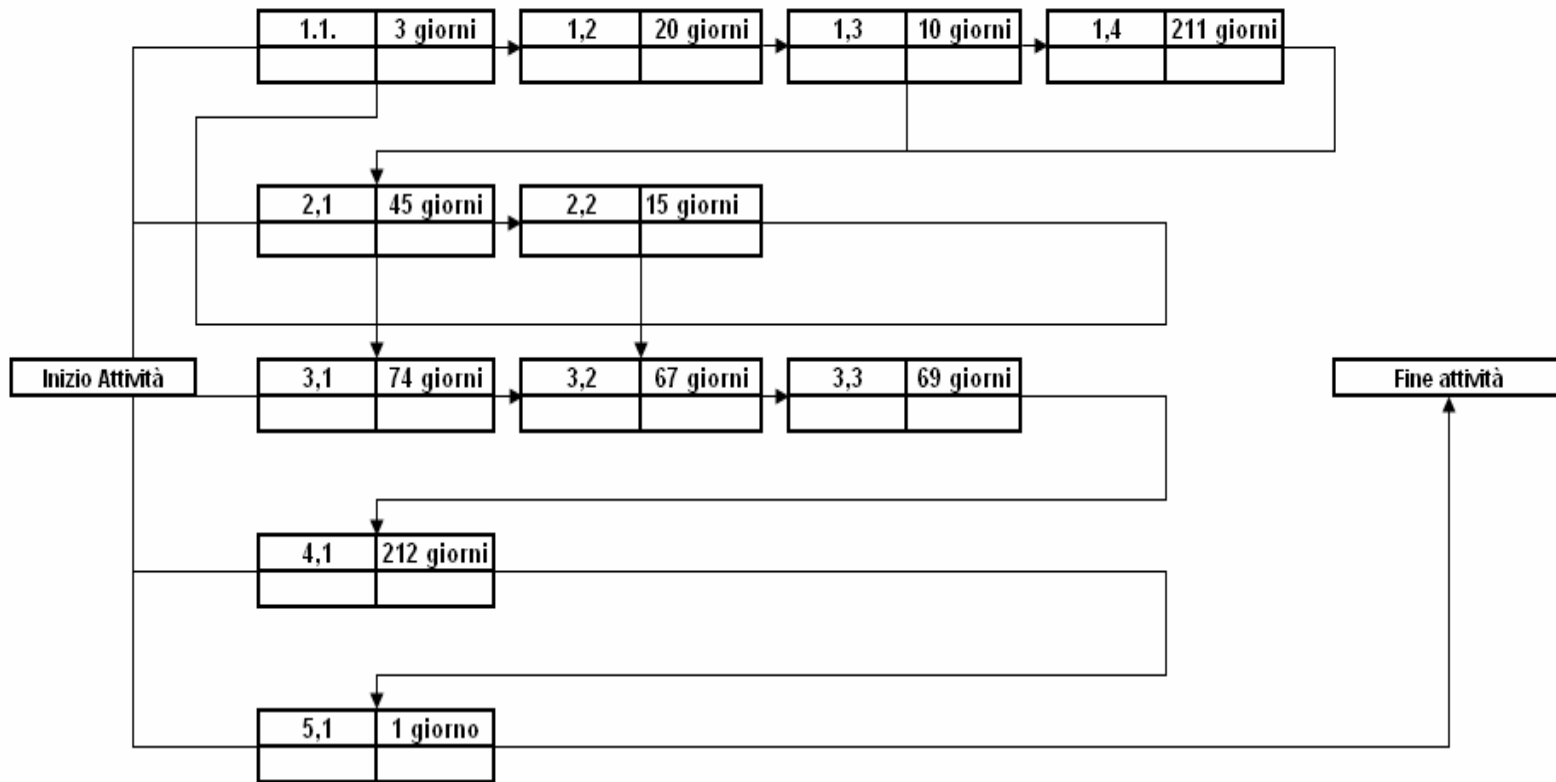 1.1. 3 giorni 1,2 20 giorni 1,3 10 giorni 1,4 211 giorni
2,1 45 giorni 2,2 15 giorni
Inizio Attività 3,1 74 giorni 3,2 67 giorni 3,3 69 giorni Fine attività
4,1 212 giorni
5,1 1 giorno